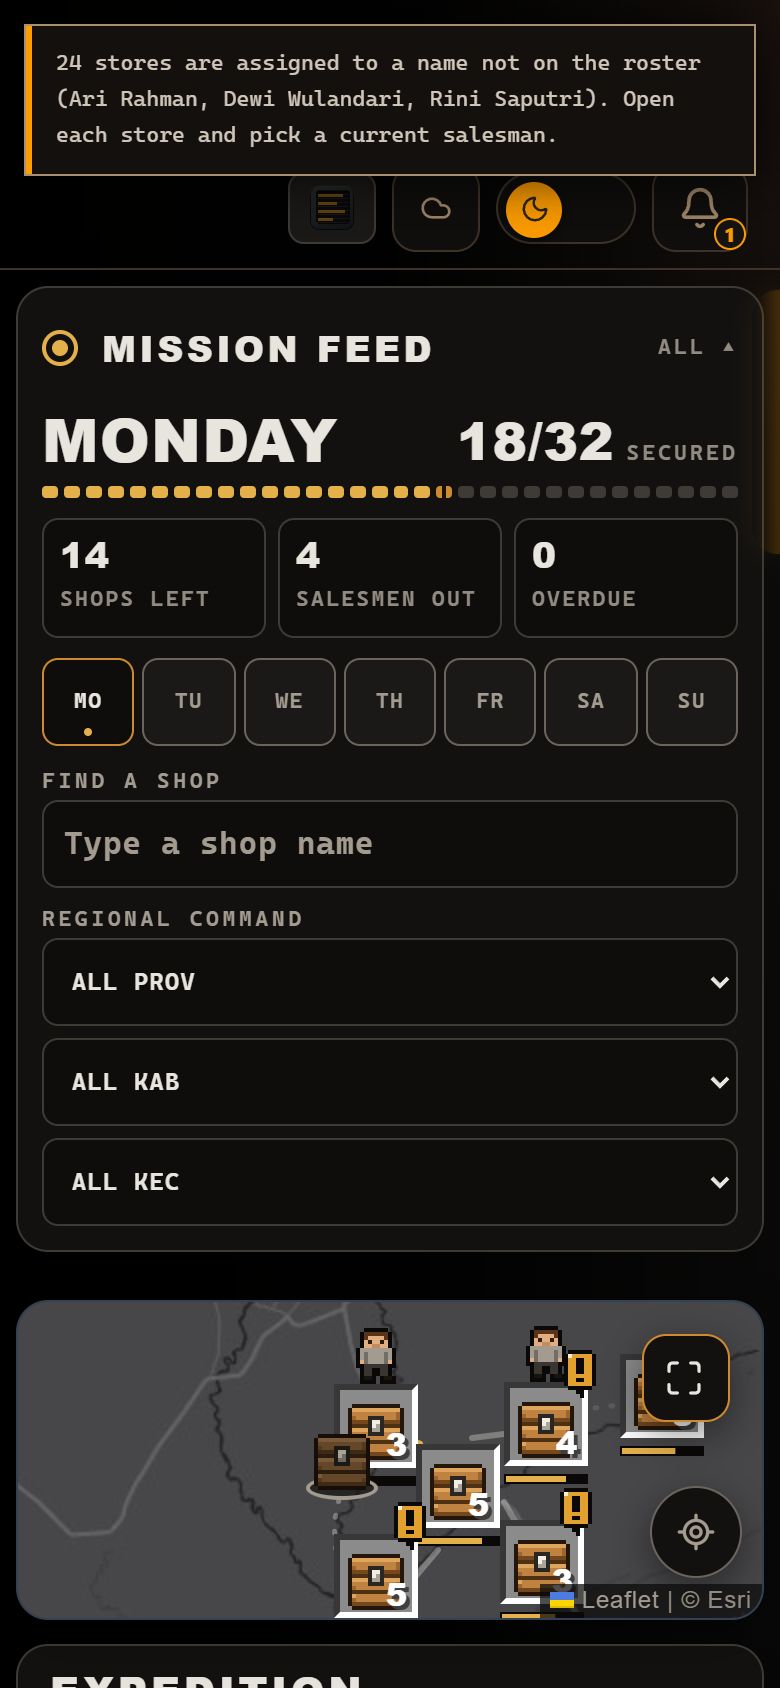 24 stores are assigned to a name not on the roster
(Ari Rahman, Dewi Wulandari, Rini Saputri). Open
each store and pick a current salesman.
1
MISSION FEED
ALL ▲
MONDAY
18/32 SECURED
14
SHOPS LEFT
4
SALESMEN OUT
0
OVERDUE
MO
TU
WE
TH
FR
SA
SU
FIND A SHOP
Type a shop name
REGIONAL COMMAND
ALL PROV
ALL KAB
ALL KEC
!
3
4
5
!
!
5
3
Leaflet | © Esri
EXPEDITION